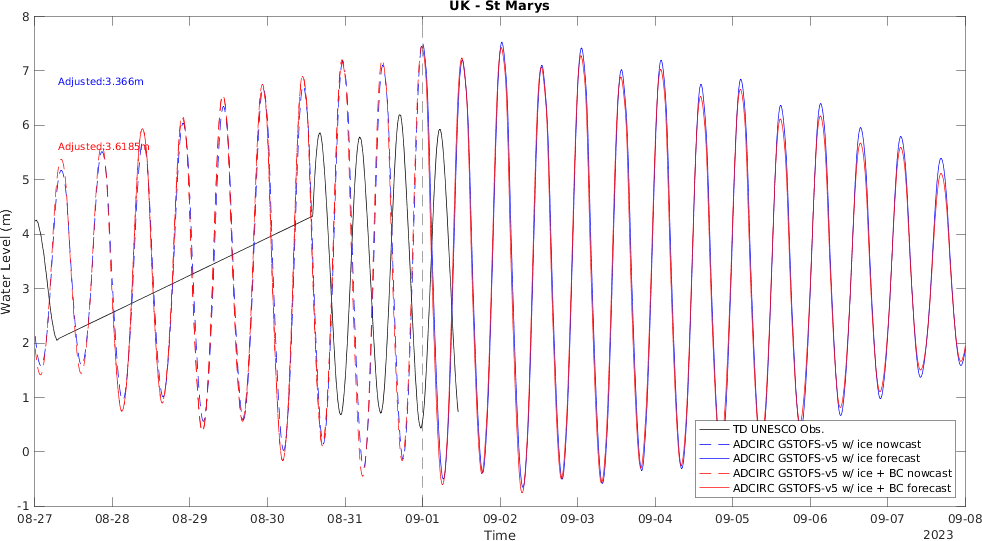 UK - St Marys
8
7
6
5
4
3
2
1
0
-1
Water Level (m)
Adjusted:3.366m
Adjusted:3.6185m
TD UNESCO Obs.
ADCIRC GSTOFS-v5 w/ ice nowcast
ADCIRC GSTOFS-v5 w/ ice forecast
ADCIRC GSTOFS-v5 w/ ice + BC nowcast
ADCIRC GSTOFS-v5 w/ ice + BC forecast
08-27 08-28 08-29 08-30 08-31 09-01 09-02 09-03 09-04 09-05 09-06 09-07 09-08
Time
2023